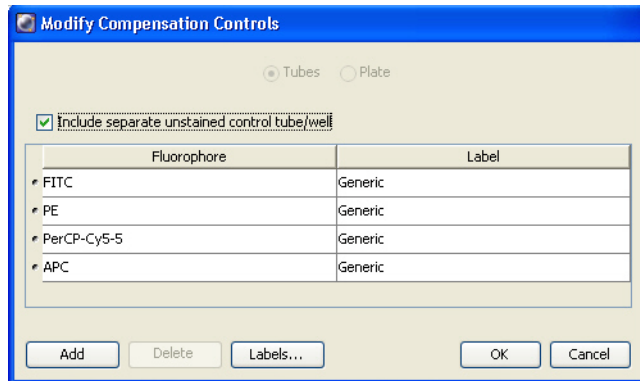 Modify Compensation Controls
Tubes Plate
Include separate unstained control tube/well
Fluorophore Label
FITC Generic
PE Generic
PerCP-Cy5-5 Generic
APC Generic
Add Delete Labels... OK Cancel